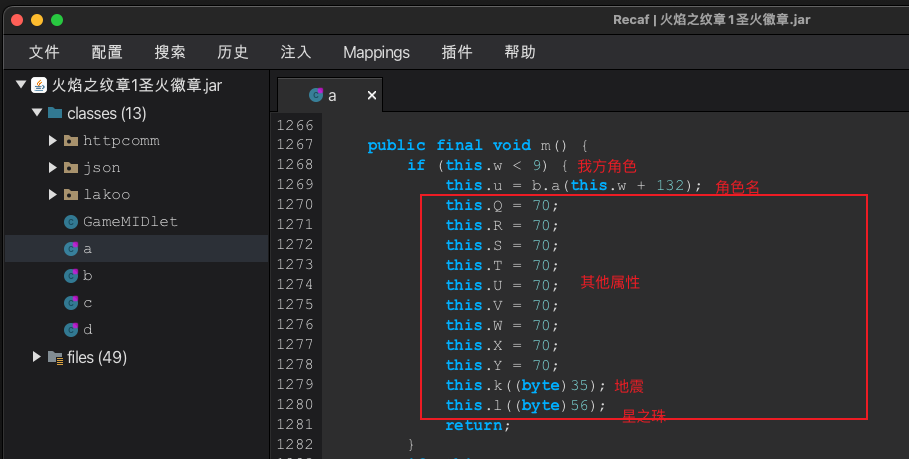 Recaf | 火焰之纹章1圣火徽章.jar
文件 配置 搜索 历史 注入 Mappings 插件 帮助
火焰之纹章1圣火徽章.jar
classes (13)
httpcomm
json
lakoo
GameMIDlet
a
b
c
d
files (49)
a ×
1266
1267 public final void m() {
1268 if (this.w < 9) { 我方角色
1269 this.u = b.a(this.w + 132); 角色名
1270 this.Q = 70;
1271 this.R = 70;
1272 this.S = 70;
1273 this.T = 70;
1274 this.U = 70; 其他属性
1275 this.V = 70;
1276 this.W = 70;
1277 this.X = 70;
1278 this.Y = 70;
1279 this.k((byte)35); 地震
1280 this.l((byte)56); 星之珠
1281 return;
1282 }